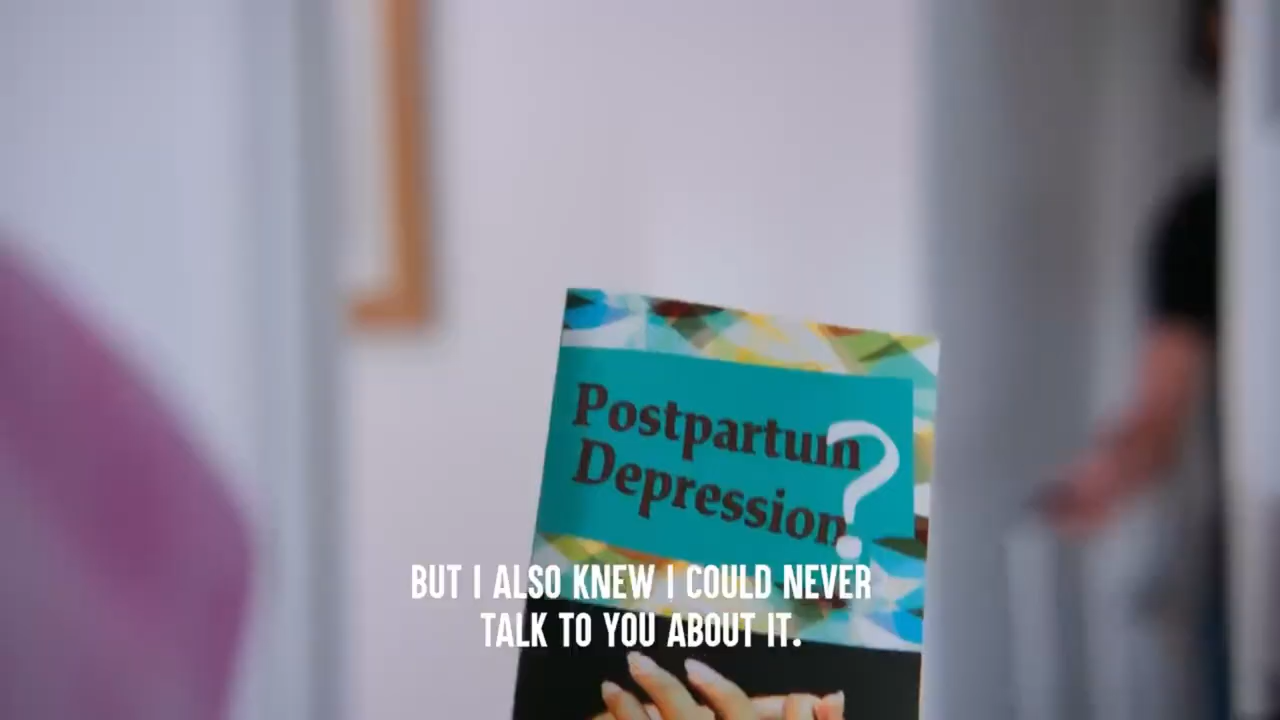 Postpartum
Depression?
BUT I ALSO KNEW I COULD NEVER
TALK TO YOU ABOUT IT.